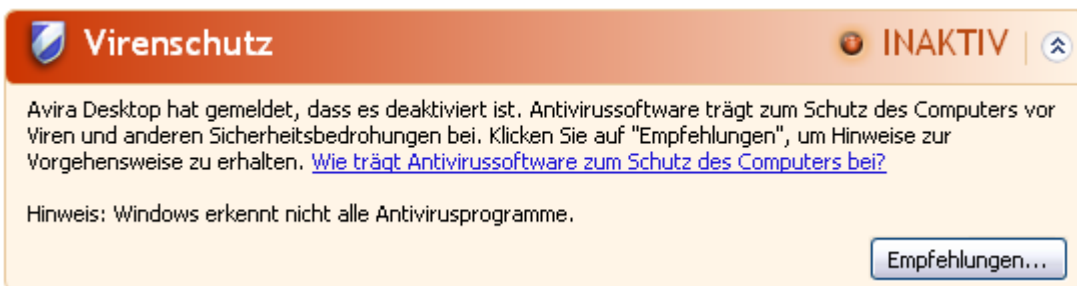 Virenschutz INAKTIV
Avira Desktop hat gemeldet, dass es deaktiviert ist. Antivirussoftware trägt zum Schutz des Computers vor
Viren und anderen Sicherheitsbedrohungen bei. Klicken Sie auf "Empfehlungen", um Hinweise zur
Vorgehensweise zu erhalten. Wie trägt Antivirussoftware zum Schutz des Computers bei?
Hinweis: Windows erkennt nicht alle Antivirusprogramme.
Empfehlungen...